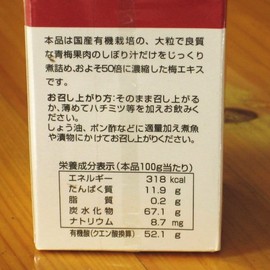 本品は国産有機栽培の、大粒で良質
な青梅果肉のしぼり汁だけをじっくり
煮詰め、およそ50倍に濃縮した梅エキス
です。
お召し上がり方：そのまま召し上がる
か、薄めてハチミツ等を加えお飲みく
ださい。
しょう油、ポン酢などに適量加え煮魚
や漬物にかけてお召し上がりください。
栄養成分表示（本品100g当たり）
エネルギー 318 kcal
たんぱく質 11.9 g
脂質 0.2 g
炭水化物 67.1 g
ナトリウム 8.7 mg
有機酸（クエン酸換算） 52.1 g